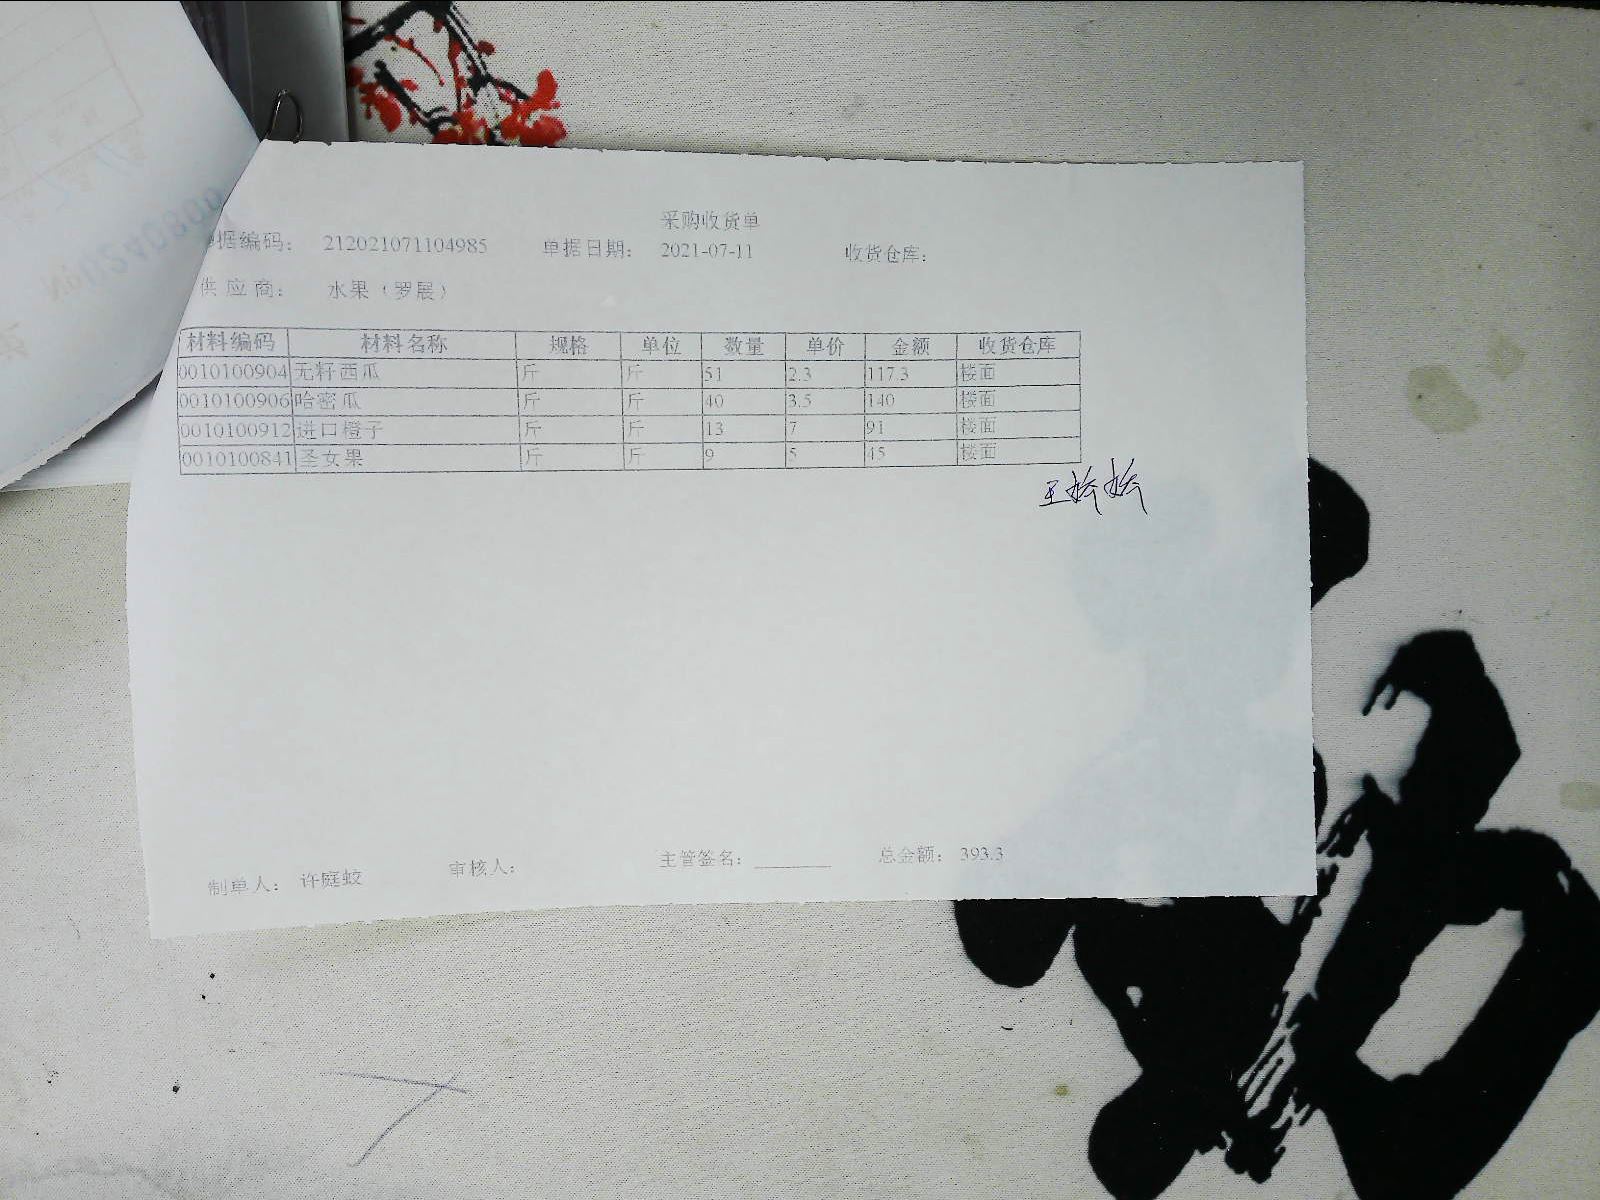 采购收货单
单据编码： 212021071104985 单据日期： 2021-07-11 收货仓库：
供应商： 水果（罗展）
材料编码 材料名称 规格 单位 数量 单价 金额 收货仓库
0010100904 无籽西瓜 斤 斤 51 2.3 117.3 楼面
0010100906 哈密瓜 斤 斤 40 3.5 140 楼面
0010100912 进口橙子 斤 斤 13 7 91 楼面
0010100841 圣女果 斤 斤 9 5 45 楼面
制单人： 许庭蛟 审核人： 主管签名： 总金额： 393.3